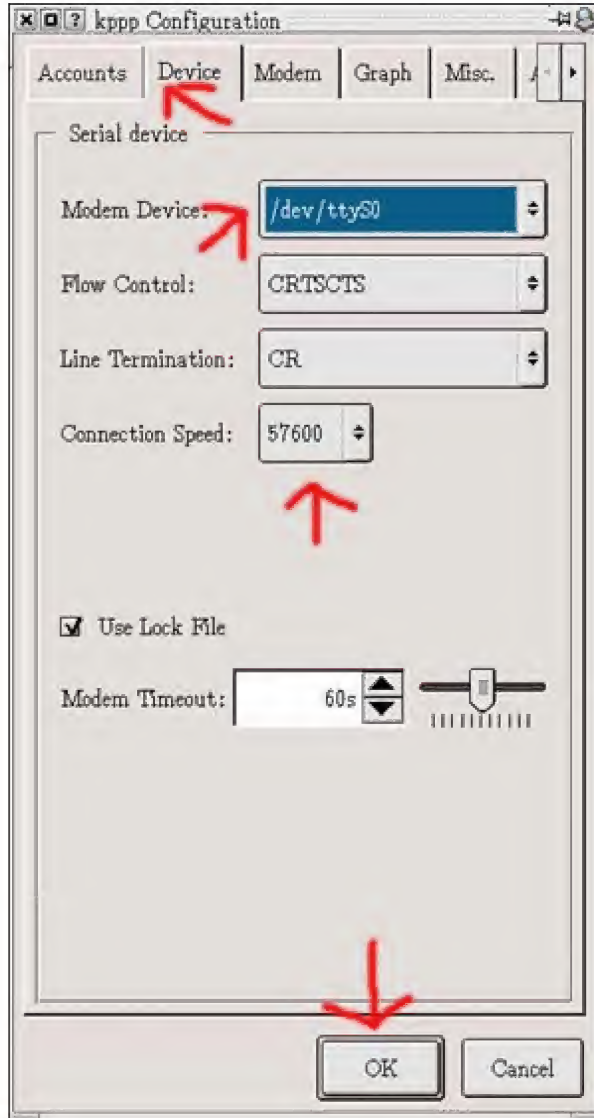 kppp Configuration
Accounts Device Modem Graph Misc.
Serial device
Modem Device: /dev/ttyS0
Flow Control: CRTSCTS
Line Termination: CR
Connection Speed: 57600
Use Lock File
Modem Timeout: 60s
OK Cancel